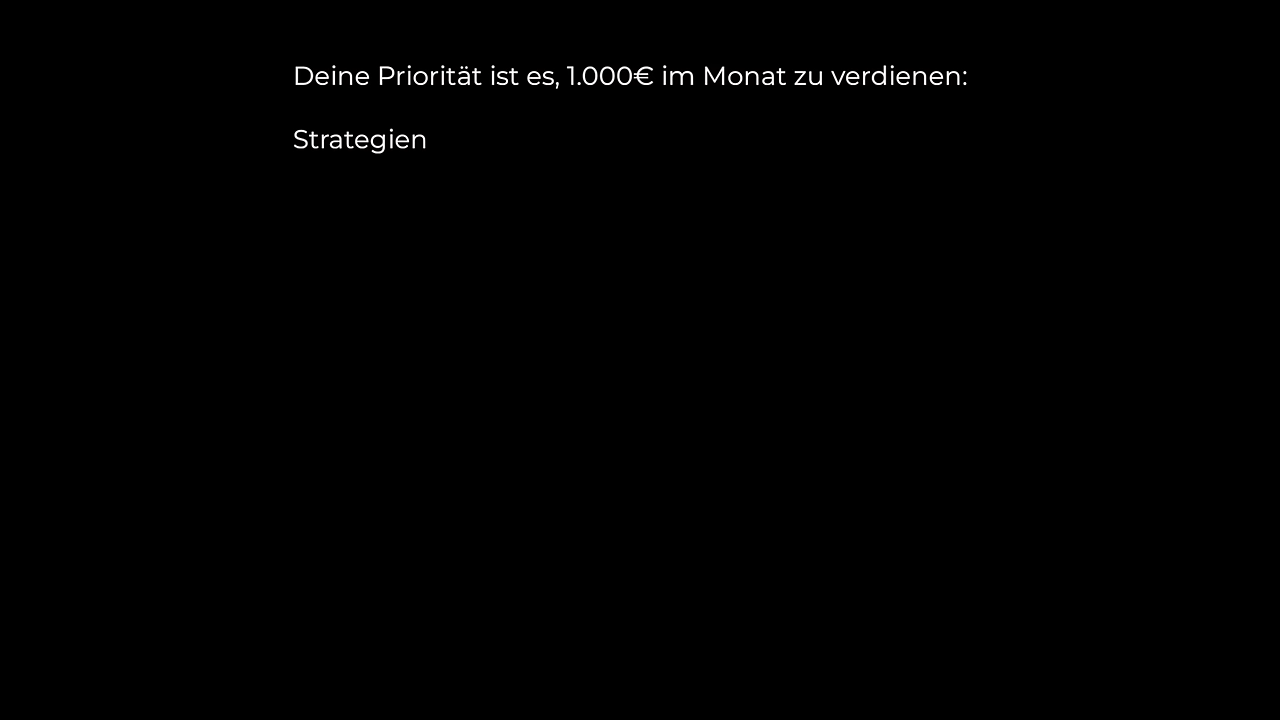 Deine Priorität ist es, 1.000€ im Monat zu verdienen:
Strategien